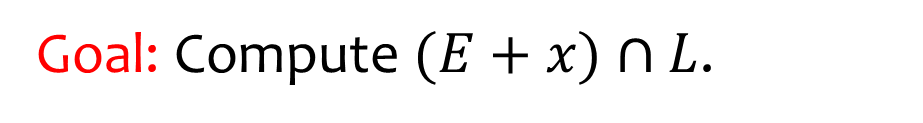 Goal: Compute (𝐸 + 𝑥) ∩ 𝐿.